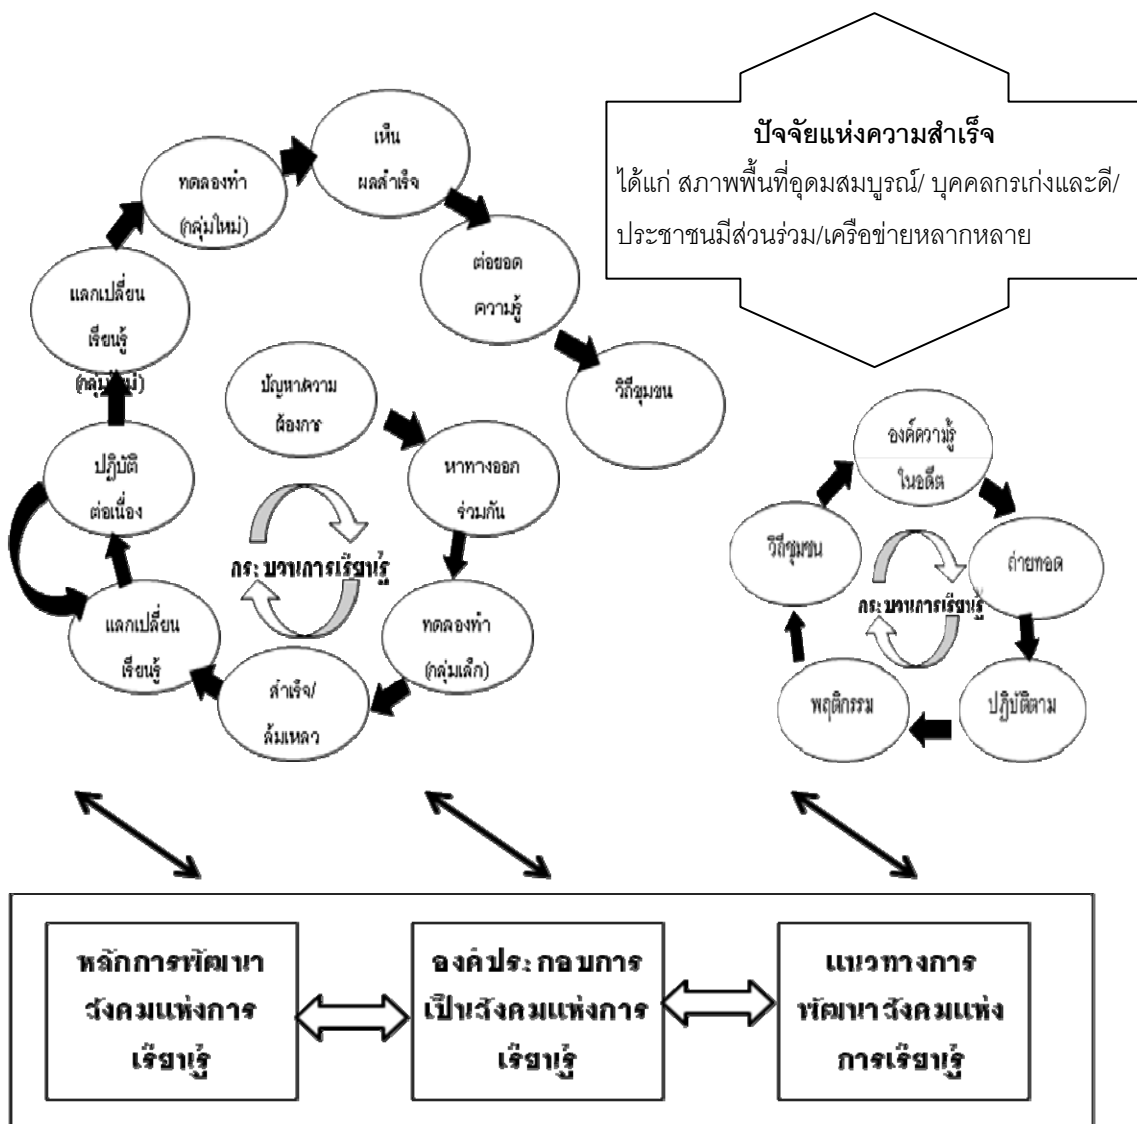 ปัจจัยแห่งความสำเร็จ
ได้แก่ สภาพพื้นที่อุดมสมบูรณ์/ บุคคลกรเก่งและดี/
ประชาชนมีส่วนร่วม/เครือข่ายหลากหลาย
เห็น
ผลสำเร็จ
ทดลองทำ
(กลุ่มใหม่)
ต่อยอด
ความรู้
แลกเปลี่ยน
เรียนรู้
(กลุ่มใหม่)
ปัญหา/ความ
ต้องการ
วิถีชุมชน
ปฏิบัติ
ต่อเนื่อง
หาทางออก
ร่วมกัน
กระบวนการเรียนรู้
แลกเปลี่ยน
เรียนรู้
ทดลองทำ
(กลุ่มเล็ก)
สำเร็จ/
ล้มเหลว
องค์ความรู้
ในอดีต
วิถีชุมชน
ถ่ายทอด
กระบวนการเรียนรู้
พฤติกรรม
ปฏิบัติตาม
หลักการพัฒนา
สังคมแห่งการ
เรียนรู้
องค์ประกอบการ
เป็นสังคมแห่งการ
เรียนรู้
แนวทางการ
พัฒนาสังคมแห่ง
การเรียนรู้